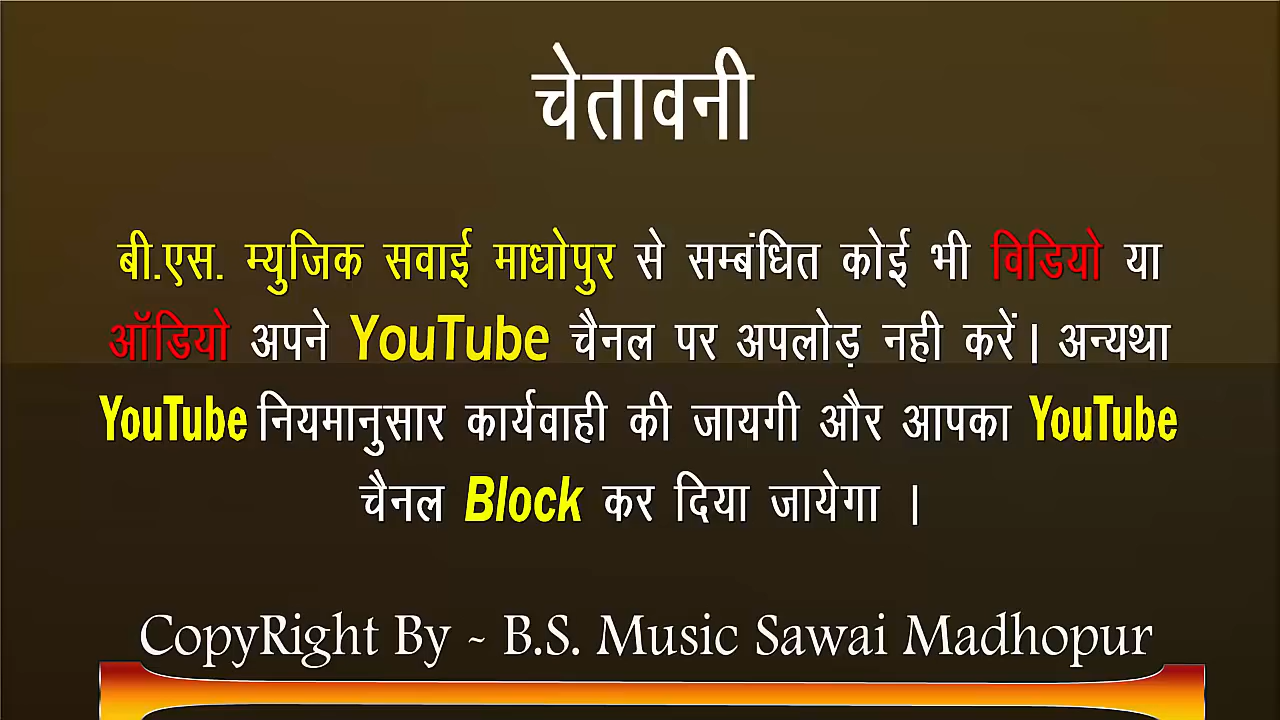 चेतावनी
बी.एस. म्युजिक सवाई माधोपुर से सम्बंधित कोई भी विडियो या
ऑडियो अपने YouTube चैनल पर अपलोड़ नही करें। अन्यथा
YouTube नियमानुसार कार्यवाही की जायगी और आपका YouTube
चैनल Block कर दिया जायेगा ।
CopyRight By - B.S. Music Sawai Madhopur